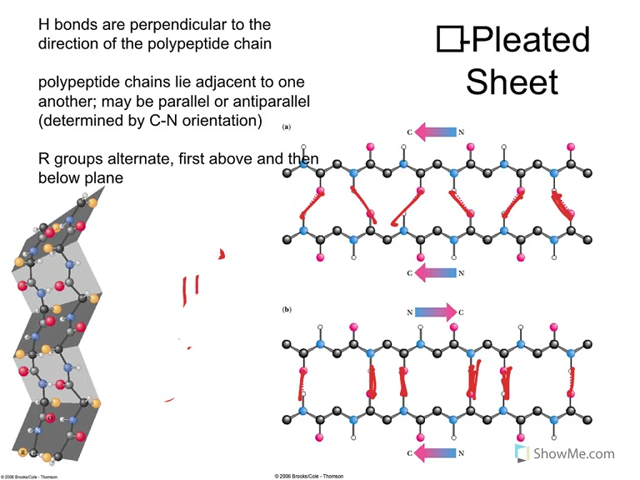 H bonds are perpendicular to the
direction of the polypeptide chain
□-Pleated
Sheet
polypeptide chains lie adjacent to one
another; may be parallel or antiparallel
(determined by C-N orientation)
R groups alternate, first above and then
below plane
(a)
C N
C N
(b)
N C
C N
R
ShowMe.com
© 2006 Brooks/Cole - Thomson
© 2006 Brooks/Cole - Thomson